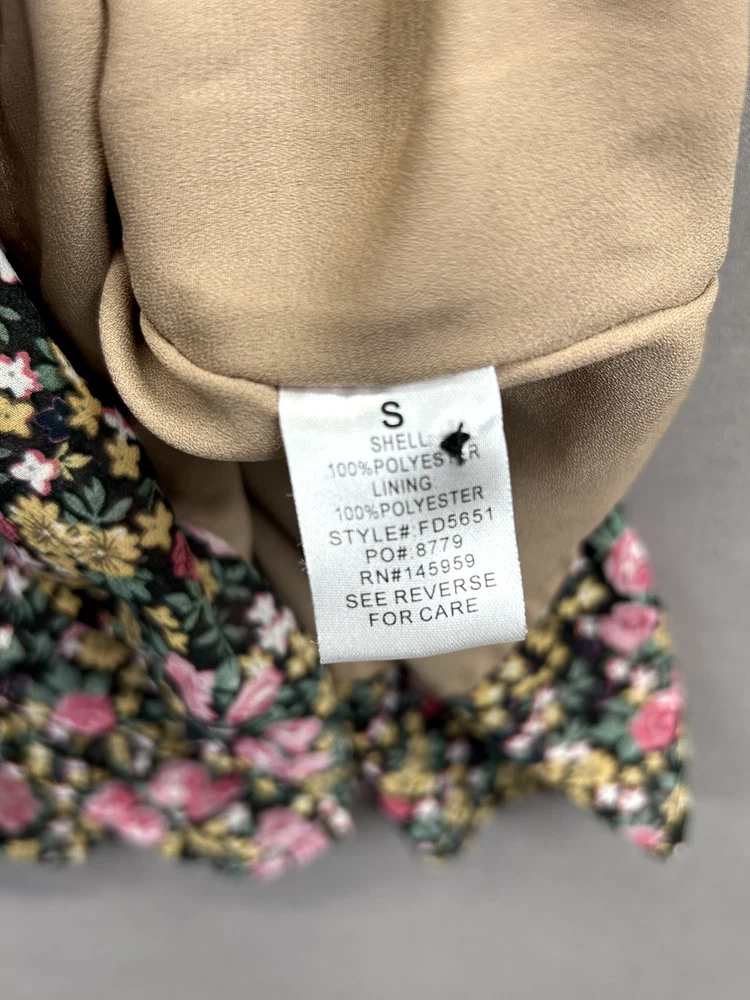 S
SHELL:
100%POLYESTER
LINING
100%POLYESTER
STYLE#:FD5651
PO#:8779
RN#145959
SEE REVERSE
FOR CARE